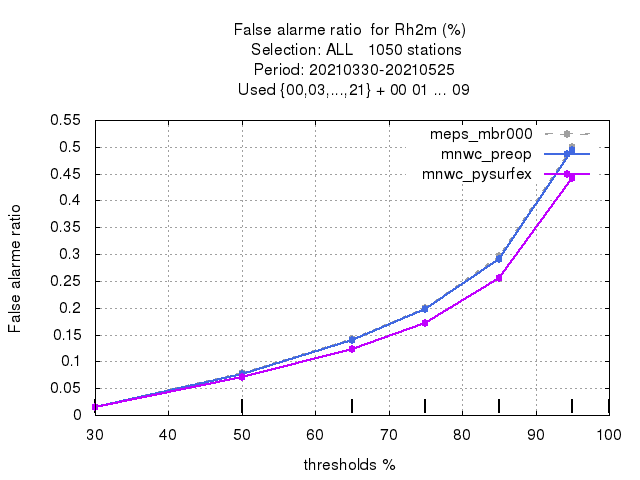 False alarme ratio  for Rh2m (%)
Selection: ALL   1050 stations
Period: 20210330-20210525
Used {00,03,...,21} + 00 01 ... 09
meps_mbr000
mnwc_preop
mnwc_pysurfex
0.55
0.5
0.45
0.4
0.35
0.3
0.25
0.2
0.15
0.1
0.05
0
False alarme ratio
30 40 50 60 70 80 90 100
thresholds %